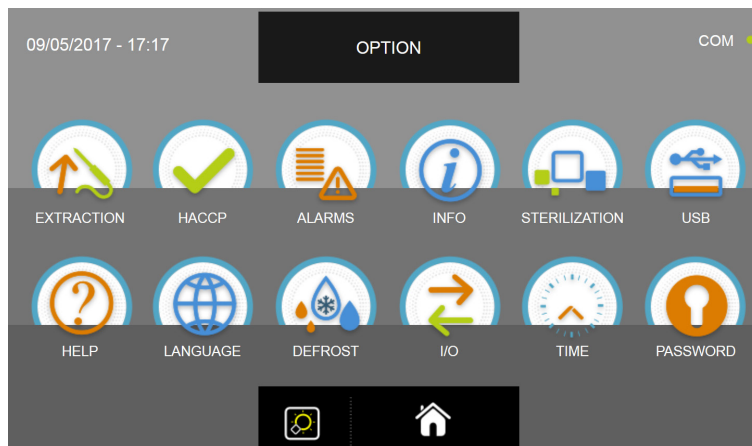 09/05/2017 - 17:17
OPTION
COM
EXTRACTION
HACCP
ALARMS
INFO
STERILIZATION
USB
HELP
LANGUAGE
DEFROST
I/O
TIME
PASSWORD